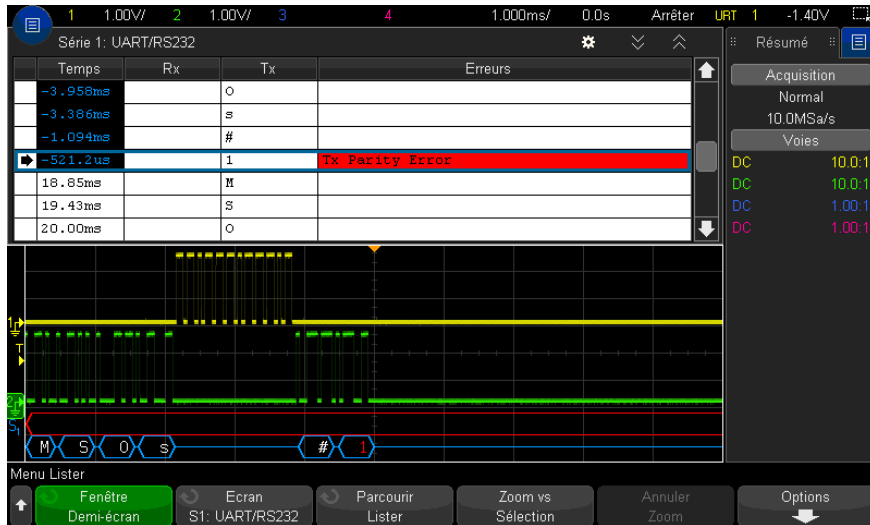 1 1.00V/ 2 1.00V/ 3 4 1.000ms/ 0.0s Arrêter URT 1 -1.40V
Série 1: UART/RS232
Temps Rx Tx Erreurs
-3.958ms O
-3.386ms s
-1.094ms #
-521.2us 1 Tx Parity Error
18.85ms M
19.43ms S
20.00ms O
Résumé
Acquisition
Normal
10.0MSa/s
Voies
DC 10.0:1
DC 10.0:1
DC 1.00:1
DC 1.00:1
1
T
2
S1
M S O s # 1
Menu Lister
Fenêtre
Demi-écran
Ecran
S1: UART/RS232
Parcourir
Lister
Zoom vs
Sélection
Annuler
Zoom
Options